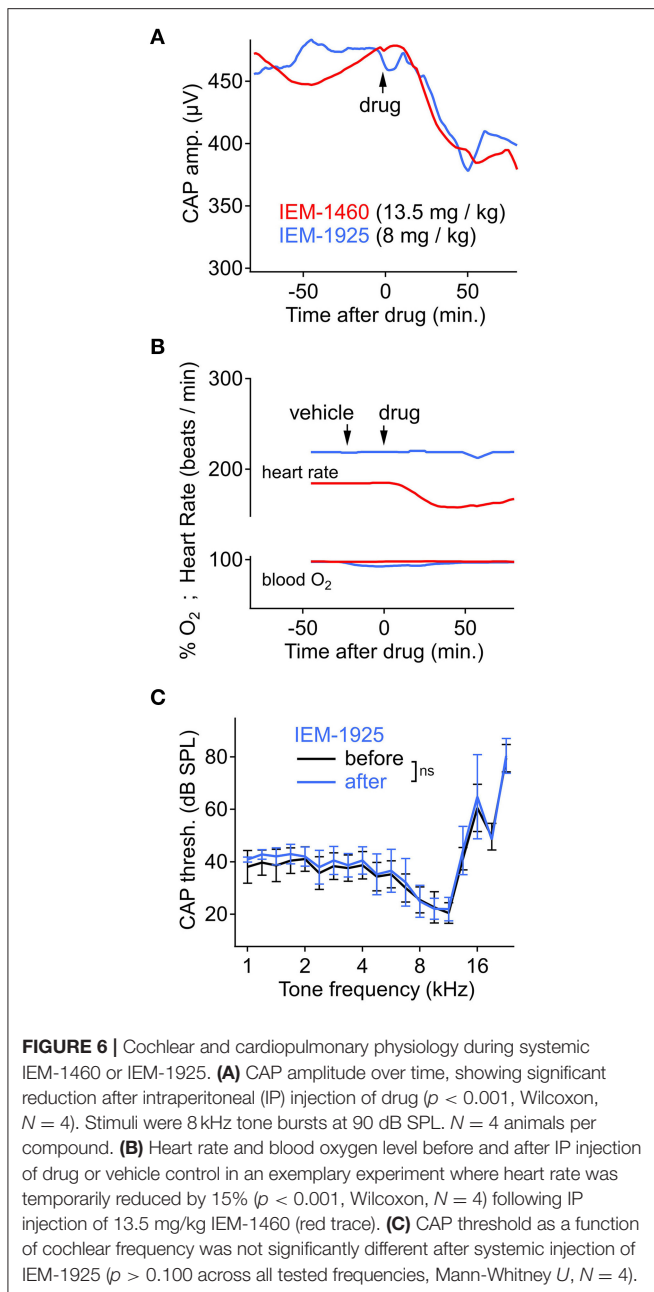 A
CAP amp. (µV)
450
400
350
300
drug
IEM-1460 (13.5 mg / kg)
IEM-1925 (8 mg / kg)
-50 0 50
Time after drug (min.)
B
% O₂ ; Heart Rate (beats / min)
300
200
100
vehicle drug
heart rate
blood O₂
-50 0 50
Time after drug (min.)
C
CAP thresh. (dB SPL)
80
60
40
20
IEM-1925
before
after
ns
1 2 4 8 16
Tone frequency (kHz)
FIGURE 6 | Cochlear and cardiopulmonary physiology during systemic
IEM-1460 or IEM-1925. (A) CAP amplitude over time, showing significant
reduction after intraperitoneal (IP) injection of drug (p < 0.001, Wilcoxon,
N = 4). Stimuli were 8 kHz tone bursts at 90 dB SPL. N = 4 animals per
compound. (B) Heart rate and blood oxygen level before and after IP injection
of drug or vehicle control in an exemplary experiment where heart rate was
temporarily reduced by 15% (p < 0.001, Wilcoxon, N = 4) following IP
injection of 13.5 mg/kg IEM-1460 (red trace). (C) CAP threshold as a function
of cochlear frequency was not significantly different after systemic injection of
IEM-1925 (p > 0.100 across all tested frequencies, Mann-Whitney U, N = 4).